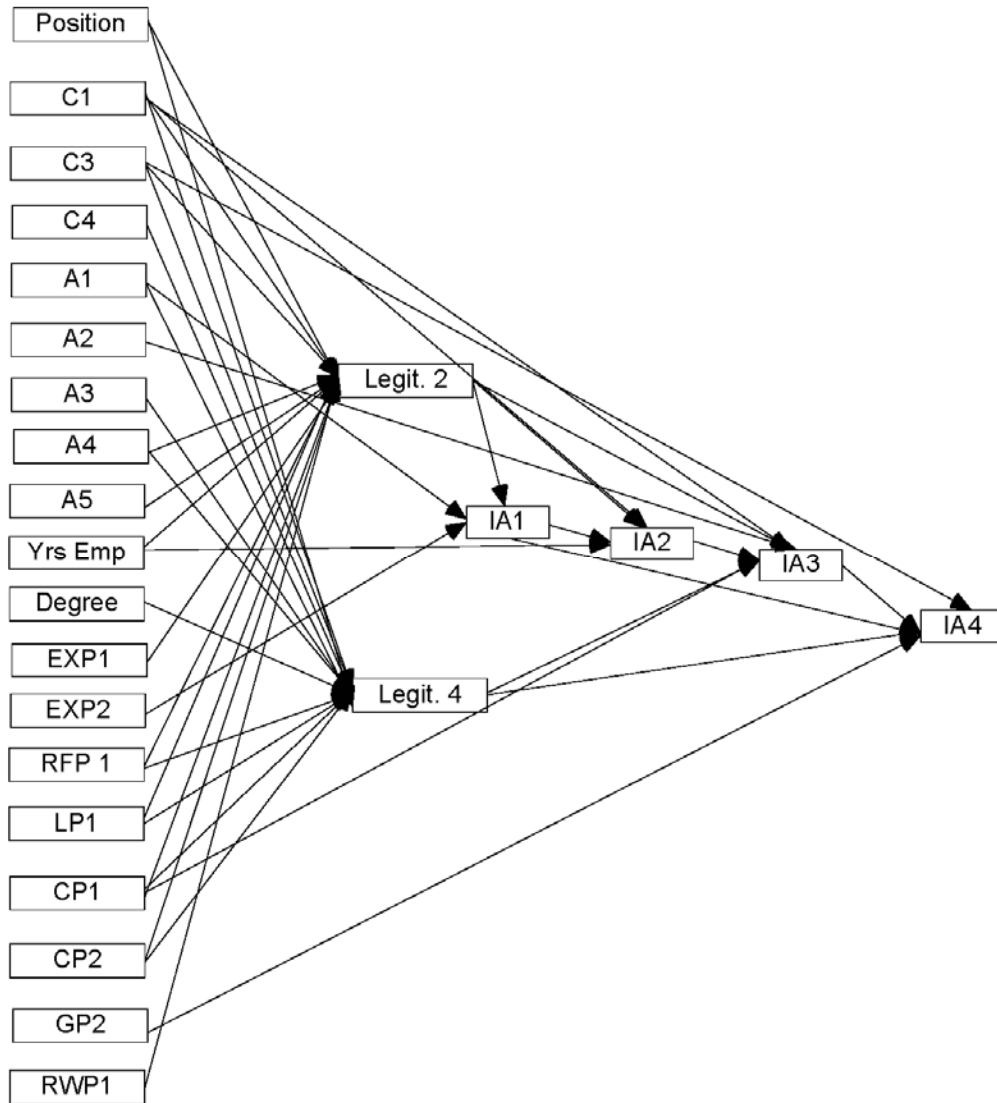 Position
C1
C3
C4
A1
A2
A3
A4
A5
Yrs Emp
Degree
EXP1
EXP2
RFP 1
LP1
CP1
CP2
GP2
RWP1
Legit. 2
Legit. 4
IA1
IA2
IA3
IA4